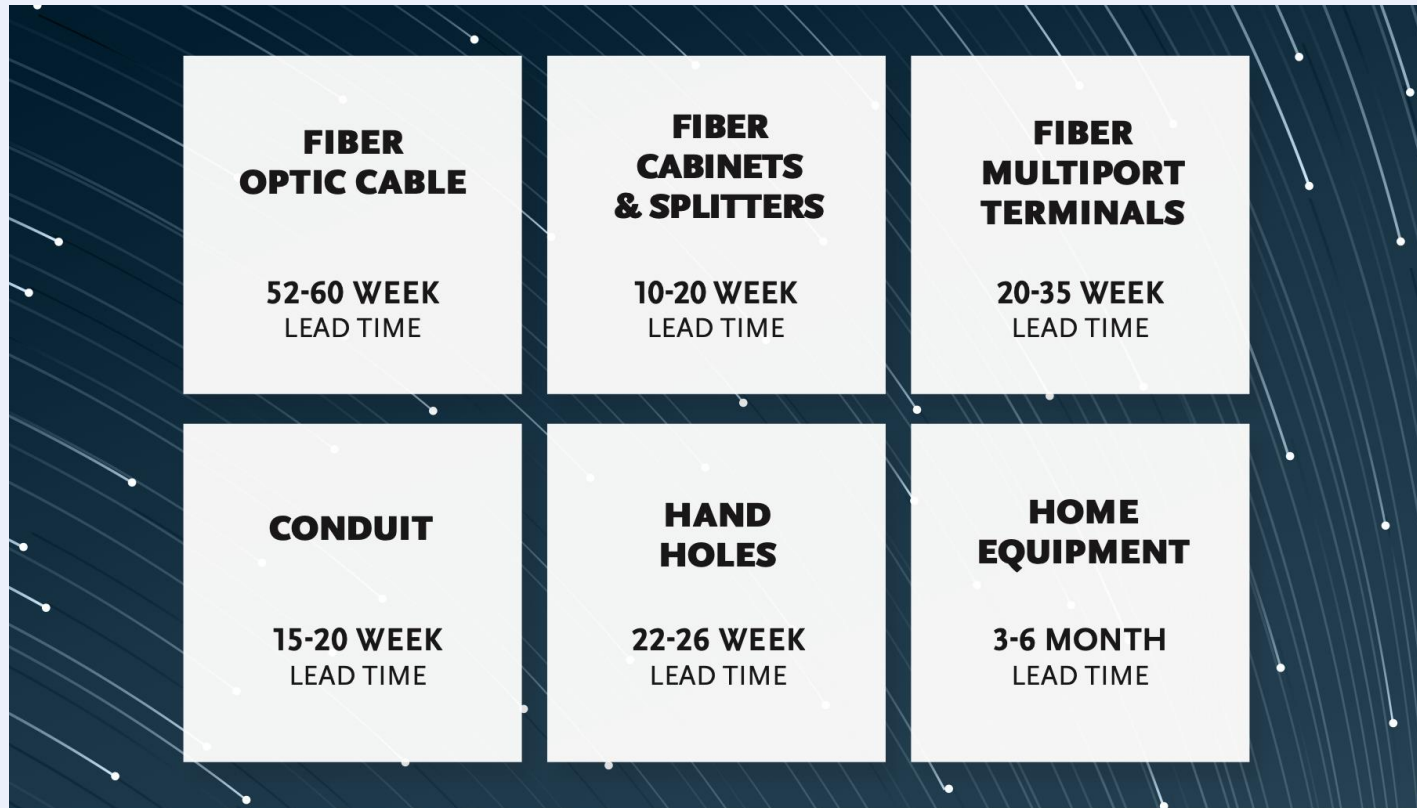 FIBER
OPTIC CABLE
52-60 WEEK
LEAD TIME
FIBER
CABINETS
& SPLITTERS
10-20 WEEK
LEAD TIME
FIBER
MULTIPORT
TERMINALS
20-35 WEEK
LEAD TIME
CONDUIT
15-20 WEEK
LEAD TIME
HAND
HOLES
22-26 WEEK
LEAD TIME
HOME
EQUIPMENT
3-6 MONTH
LEAD TIME